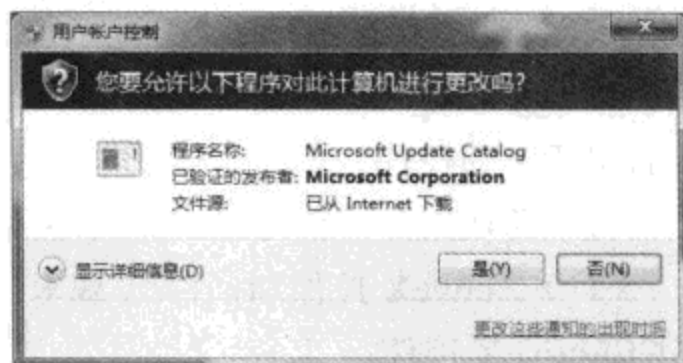 用户帐户控制
您要允许以下程序对此计算机进行更改吗?
程序名称: Microsoft Update Catalog
已验证的发布者: Microsoft Corporation
文件源: 已从 Internet 下载
显示详细信息(D)
是(Y)
否(N)
更改这些通知的出现时间